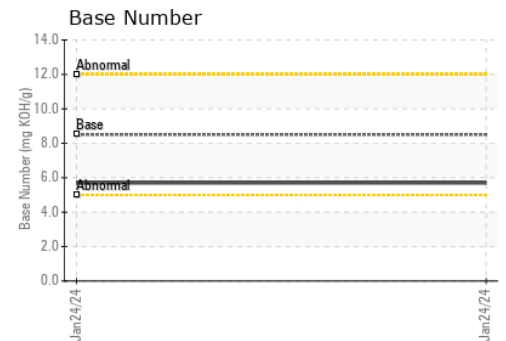 Base Number
14.0
Abnormal
12.0
10.0
Base
8.0
6.0
Abnormal
4.0
2.0
0.0
Base Number (mg KOH/g)
Jan24/24
Jan24/24